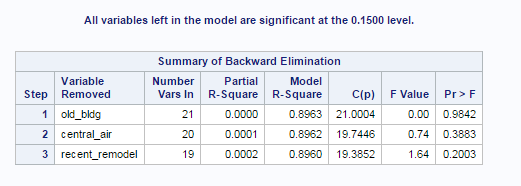 All variables left in the model are significant at the 0.1500 level.
Summary of Backward Elimination
Step Variable Removed Number Vars In Partial R-Square Model R-Square C(p) F Value Pr > F
1 old_bldg 21 0.0000 0.8963 21.0004 0.00 0.9842
2 central_air 20 0.0001 0.8962 19.7446 0.74 0.3883
3 recent_remodel 19 0.0002 0.8960 19.3852 1.64 0.2003